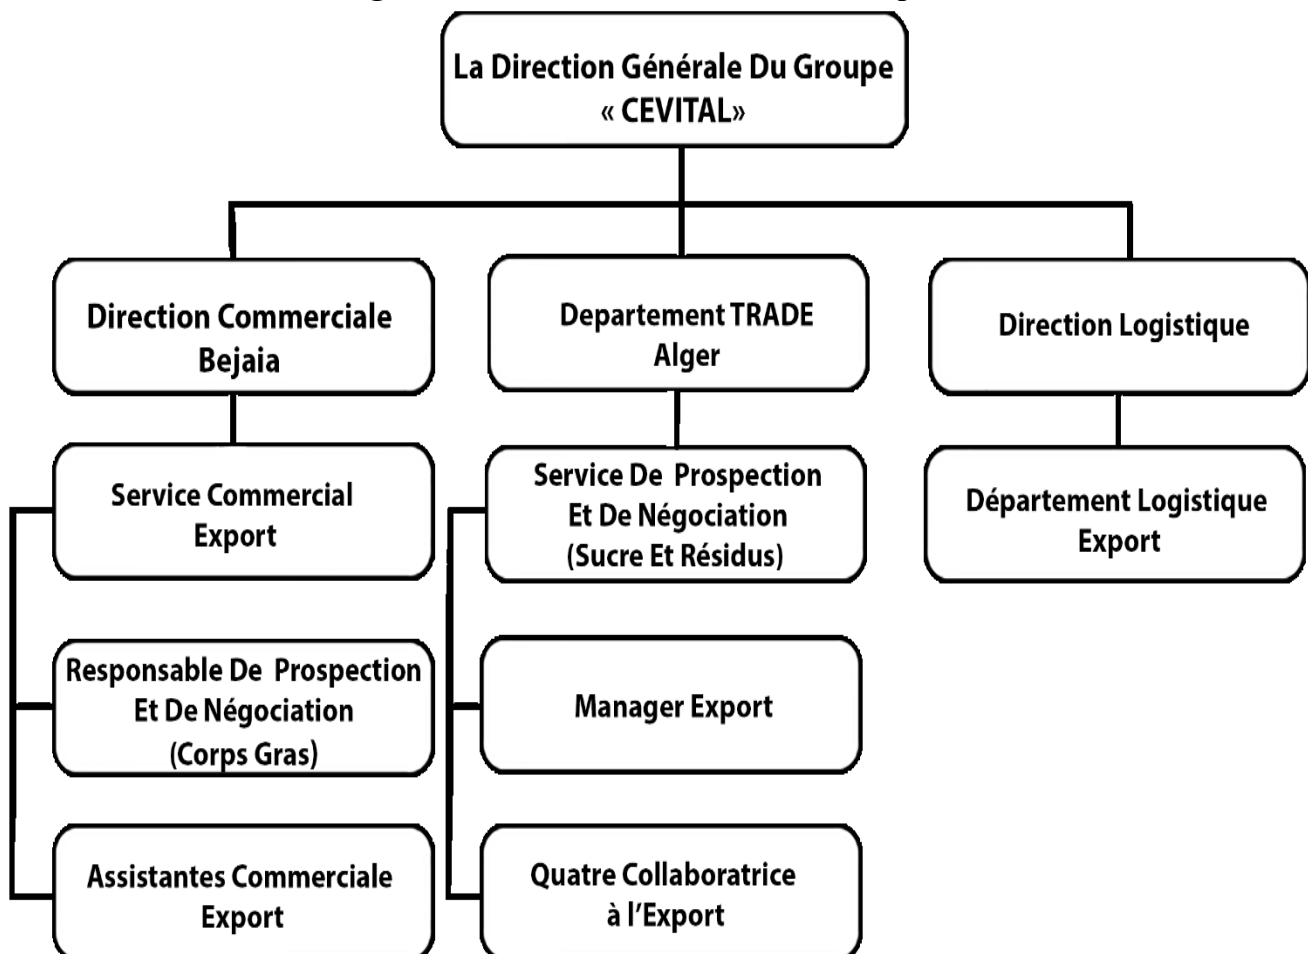 La Direction Générale Du Groupe
« CEVITAL»
Direction Commerciale
Bejaia
Departement TRADE
Alger
Direction Logistique
Service Commercial
Export
Service De Prospection
Et De Négociation
(Sucre Et Résidus)
Département Logistique
Export
Responsable De Prospection
Et De Négociation
(Corps Gras)
Manager Export
Assistantes Commerciale
Export
Quatre Collaboratrice
à l'Export